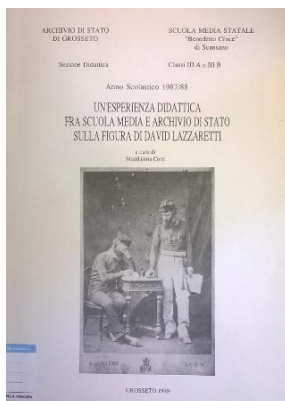 ARCHIVIO DI STATO
DI GROSSETO
Sezione Didattica
SCUOLA MEDIA STATALE
"Benedetto Croce"
di Scansano
Classi III A e III B
Anno Scolastico 1987/88
UN'ESPERIENZA DIDATTICA
FRA SCUOLA MEDIA E ARCHIVIO DI STATO
SULLA FIGURA DI DAVID LAZZARETTI
a cura di
Maddalena Corti
LUMIÈRE
LYON
GROSSETO